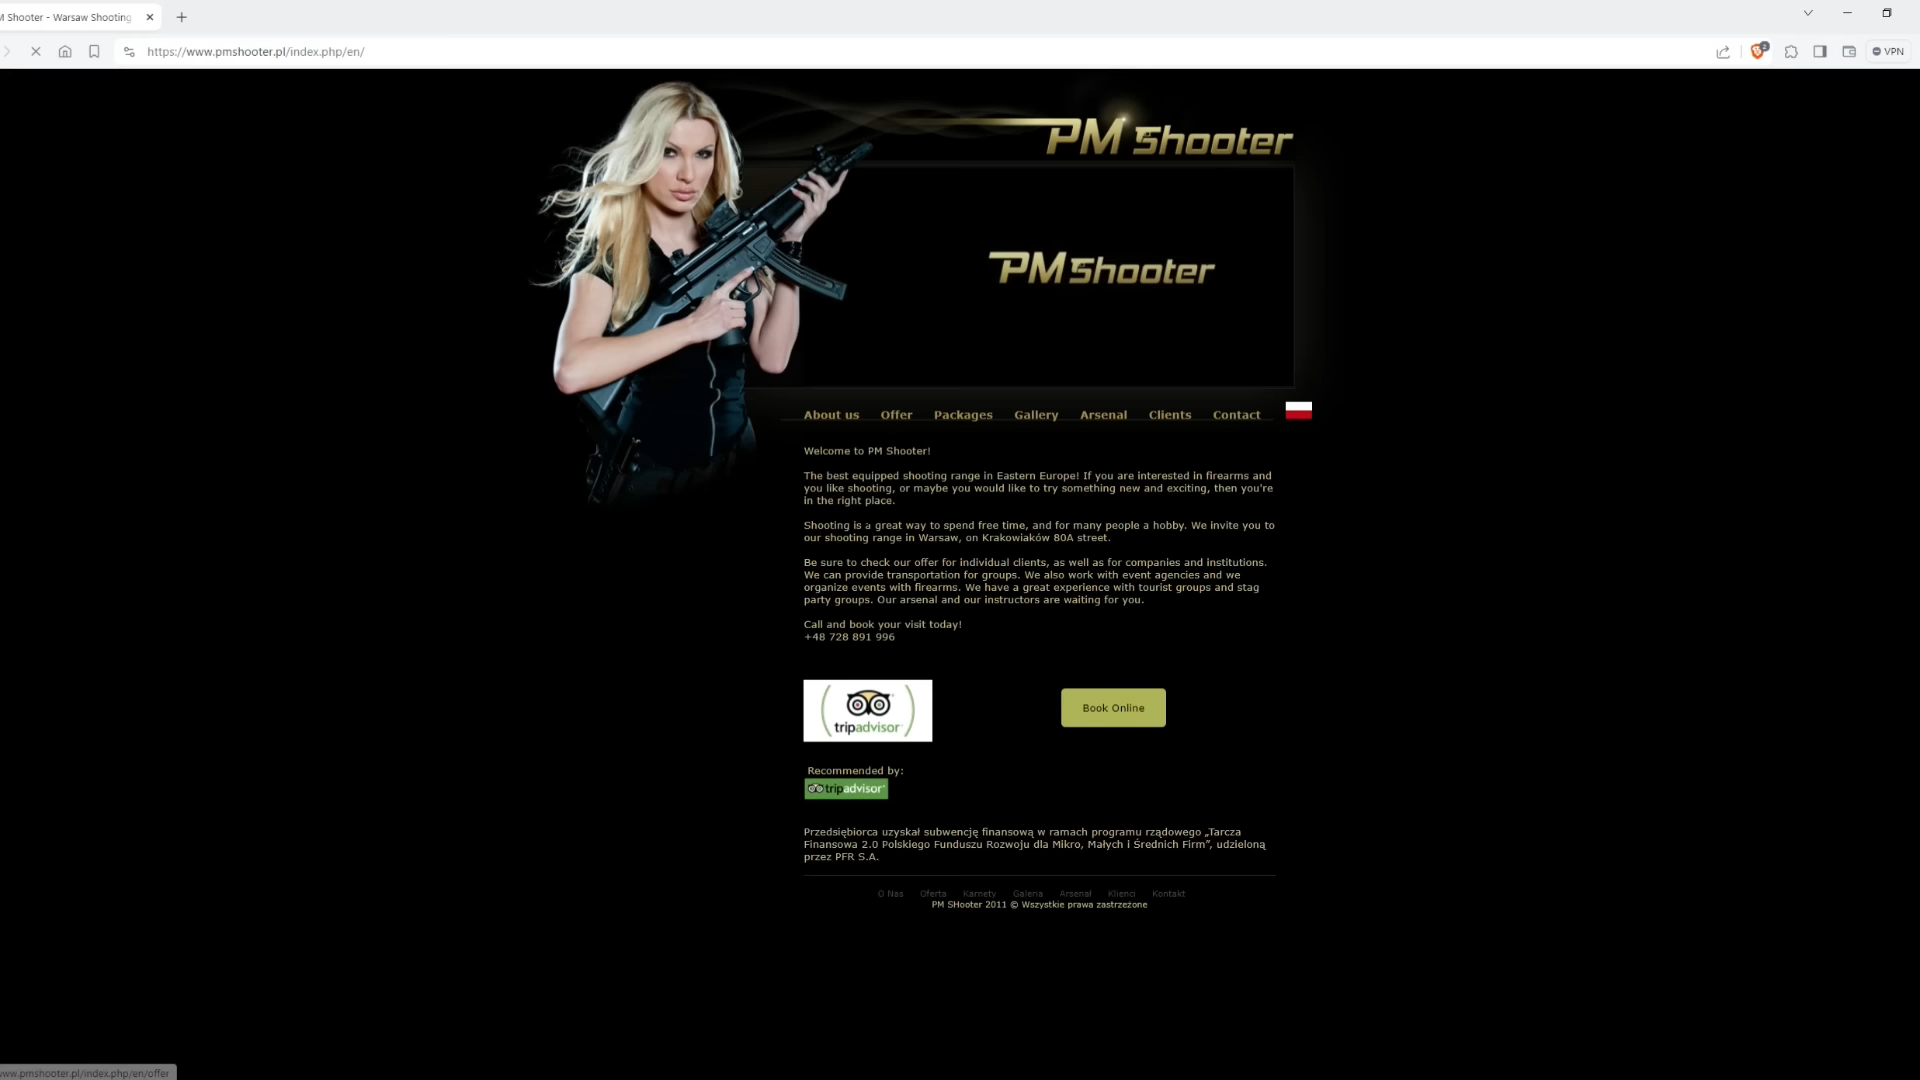 M Shooter - Warsaw Shooting
https://www.pmshooter.pl/index.php/en/
2
VPN
PM Shooter
PM Shooter
About us Offer Packages Gallery Arsenal Clients Contact
Welcome to PM Shooter!
The best equipped shooting range in Eastern Europe! If you are interested in firearms and
you like shooting, or maybe you would like to try something new and exciting, then you're
in the right place.
Shooting is a great way to spend free time, and for many people a hobby. We invite you to
our shooting range in Warsaw, on Krakowiaków 80A street.
Be sure to check our offer for individual clients, as well as for companies and institutions.
We can provide transportation for groups. We also work with event agencies and we
organize events with firearms. We have a great experience with tourist groups and stag
party groups. Our arsenal and our instructors are waiting for you.
Call and book your visit today!
+48 728 891 996
tripadvisor®
Book Online
Recommended by:
tripadvisor®
Przedsiębiorca uzyskał subwencję finansową w ramach programu rządowego „Tarcza
Finansowa 2.0 Polskiego Funduszu Rozwoju dla Mikro, Małych i Średnich Firm”, udzieloną
przez PFR S.A.
O Nas Oferta Karnety Galeria Arsenał Klienci Kontakt
PM SHooter 2011 © Wszystkie prawa zastrzeżone
www.pmshooter.pl/index.php/en/offer